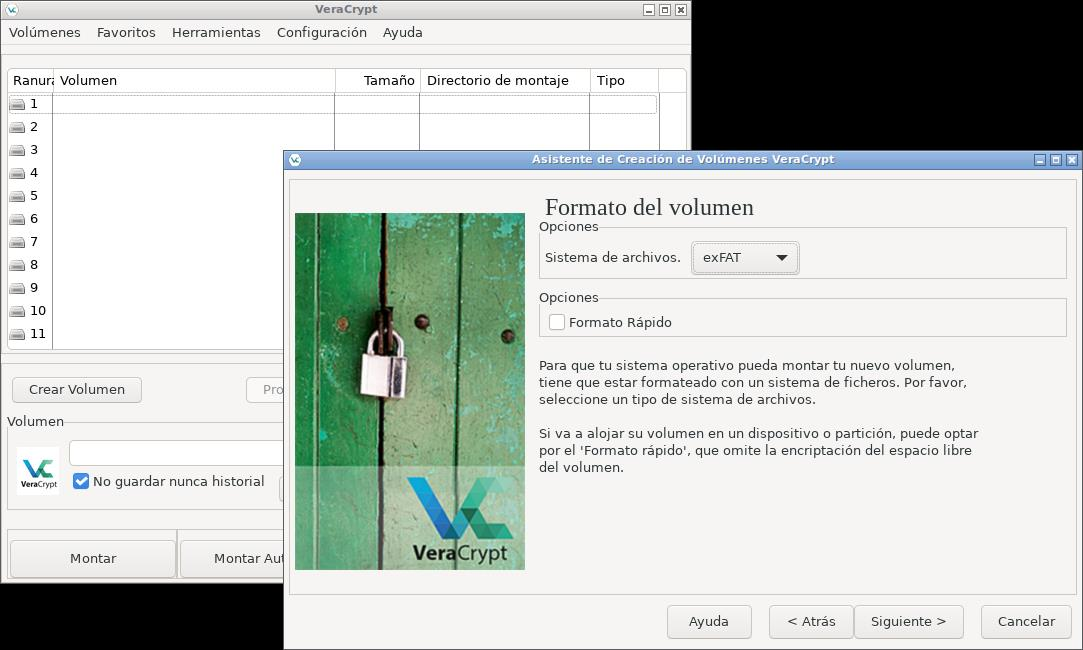 VeraCrypt
Volúmenes Favoritos Herramientas Configuración Ayuda
Ranura Volumen Tamaño Directorio de montaje Tipo
1
2
3
4
5
6
7
8
9
10
11
Crear Volumen Pro
Volumen
VeraCrypt
No guardar nunca historial
Montar Montar Aut
Asistente de Creación de Volúmenes VeraCrypt
Formato del volumen
Opciones
Sistema de archivos. exFAT
Opciones
Formato Rápido
Para que tu sistema operativo pueda montar tu nuevo volumen,
tiene que estar formateado con un sistema de ficheros. Por favor,
seleccione un tipo de sistema de archivos.
Si va a alojar su volumen en un dispositivo o partición, puede optar
por el 'Formato rápido', que omite la encriptación del espacio libre
del volumen.
VeraCrypt
Ayuda < Atrás Siguiente > Cancelar